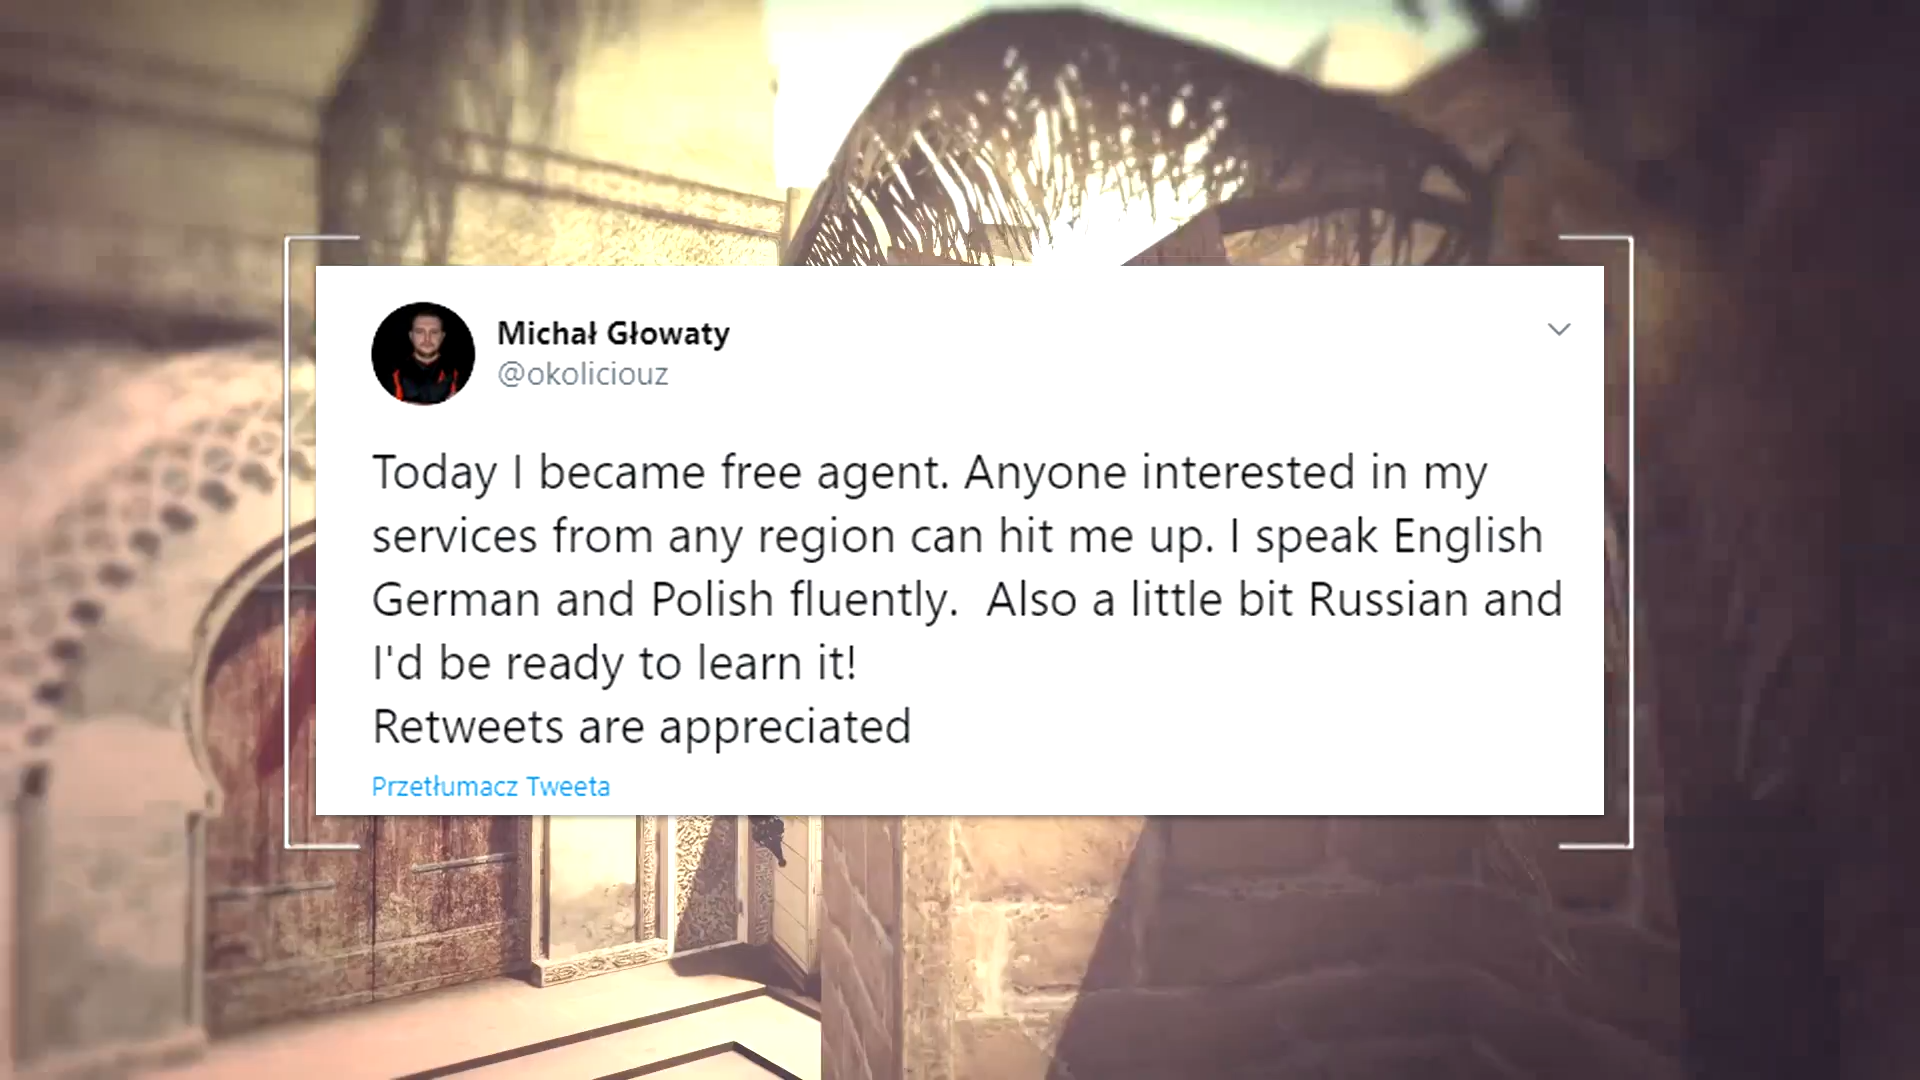 Michał Głowaty
@okoliciouz
Today I became free agent. Anyone interested in my
services from any region can hit me up. I speak English
German and Polish fluently.  Also a little bit Russian and
I'd be ready to learn it!
Retweets are appreciated
Przetłumacz Tweeta